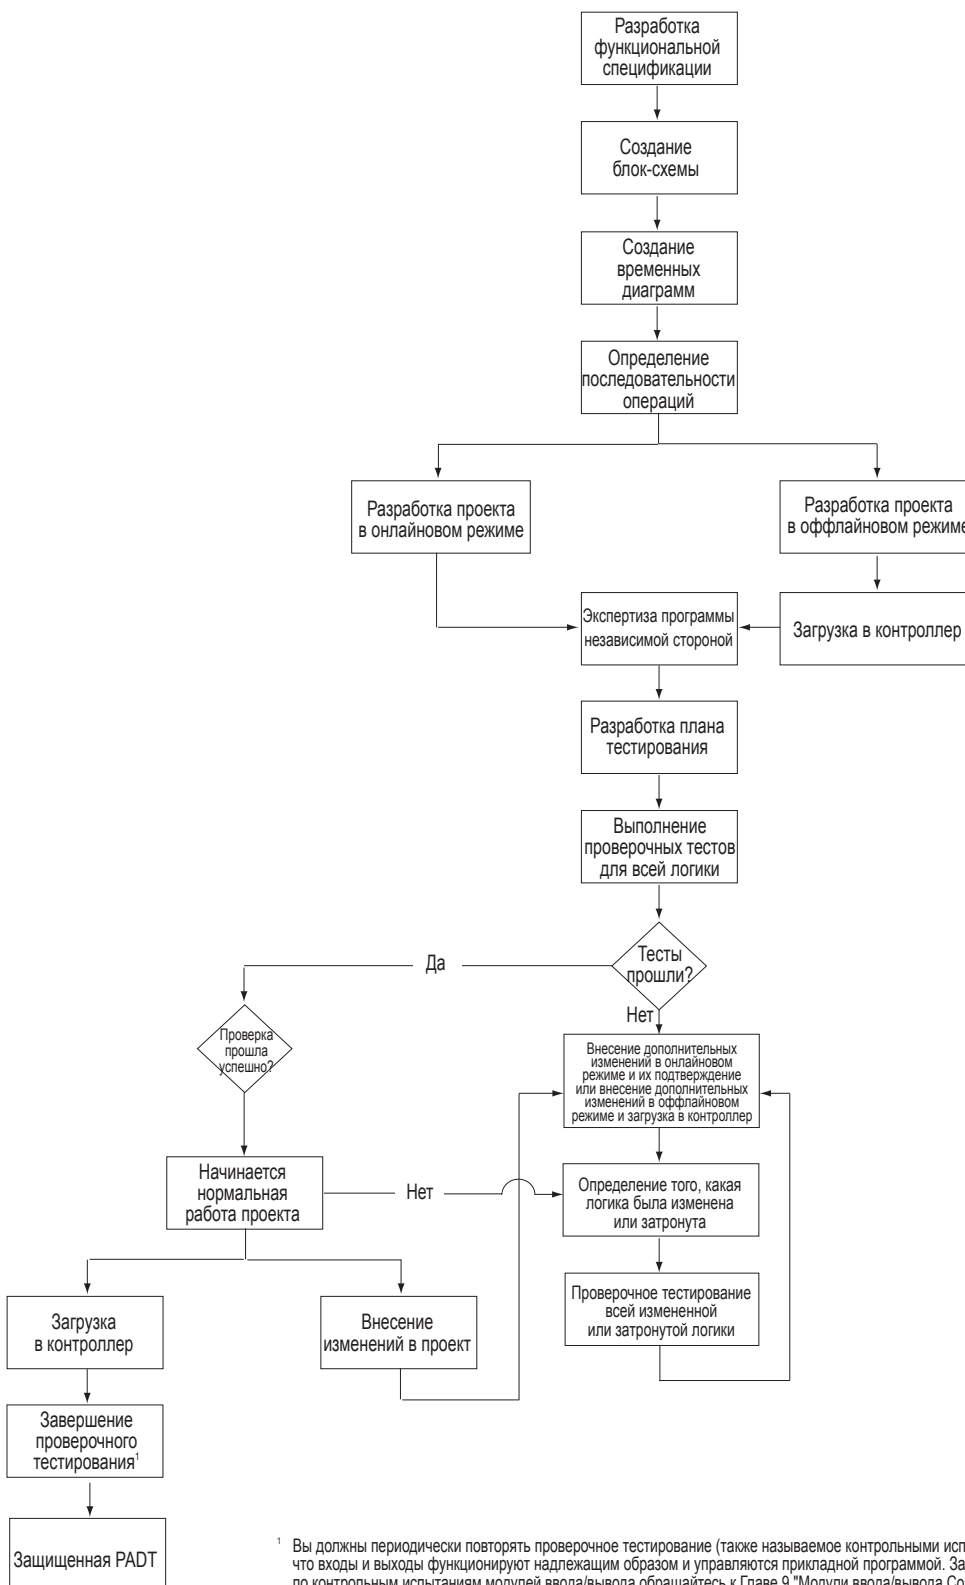 Разработка
функциональной
спецификации
Создание
блок-схемы
Создание
временных
диаграмм
Определение
последовательности
операций
Разработка проекта
в онлайновом режиме
Разработка проекта
в оффлайновом режиме
Экспертиза программы
независимой стороной
Загрузка в контроллер
Разработка плана
тестирования
Выполнение
проверочных тестов
для всей логики
Тесты
прошли?
Да
Нет
Проверка
прошла
успешно?
Внесение дополнительных
изменений в онлайновом
режиме и их подтверждение
или внесение дополнительных
изменений в оффлайновом
режиме и загрузка в контроллер
Начинается
нормальная
работа проекта
Нет
Определение того, какая
логика была изменена
или затронута
Загрузка
в контроллер
Внесение
изменений в проект
Проверочное тестирование
всей измененной
или затронутой логики
Завершение
проверочного
тестирования¹
Защищенная PADT
¹ Вы должны периодически повторять проверочное тестирование (также называемое контрольными исп
что входы и выходы функционируют надлежащим образом и управляются прикладной программой. За
по контрольным испытаниям модулей ввода/вывода обращайтесь к Главе 9 "Модули ввода/вывода Co